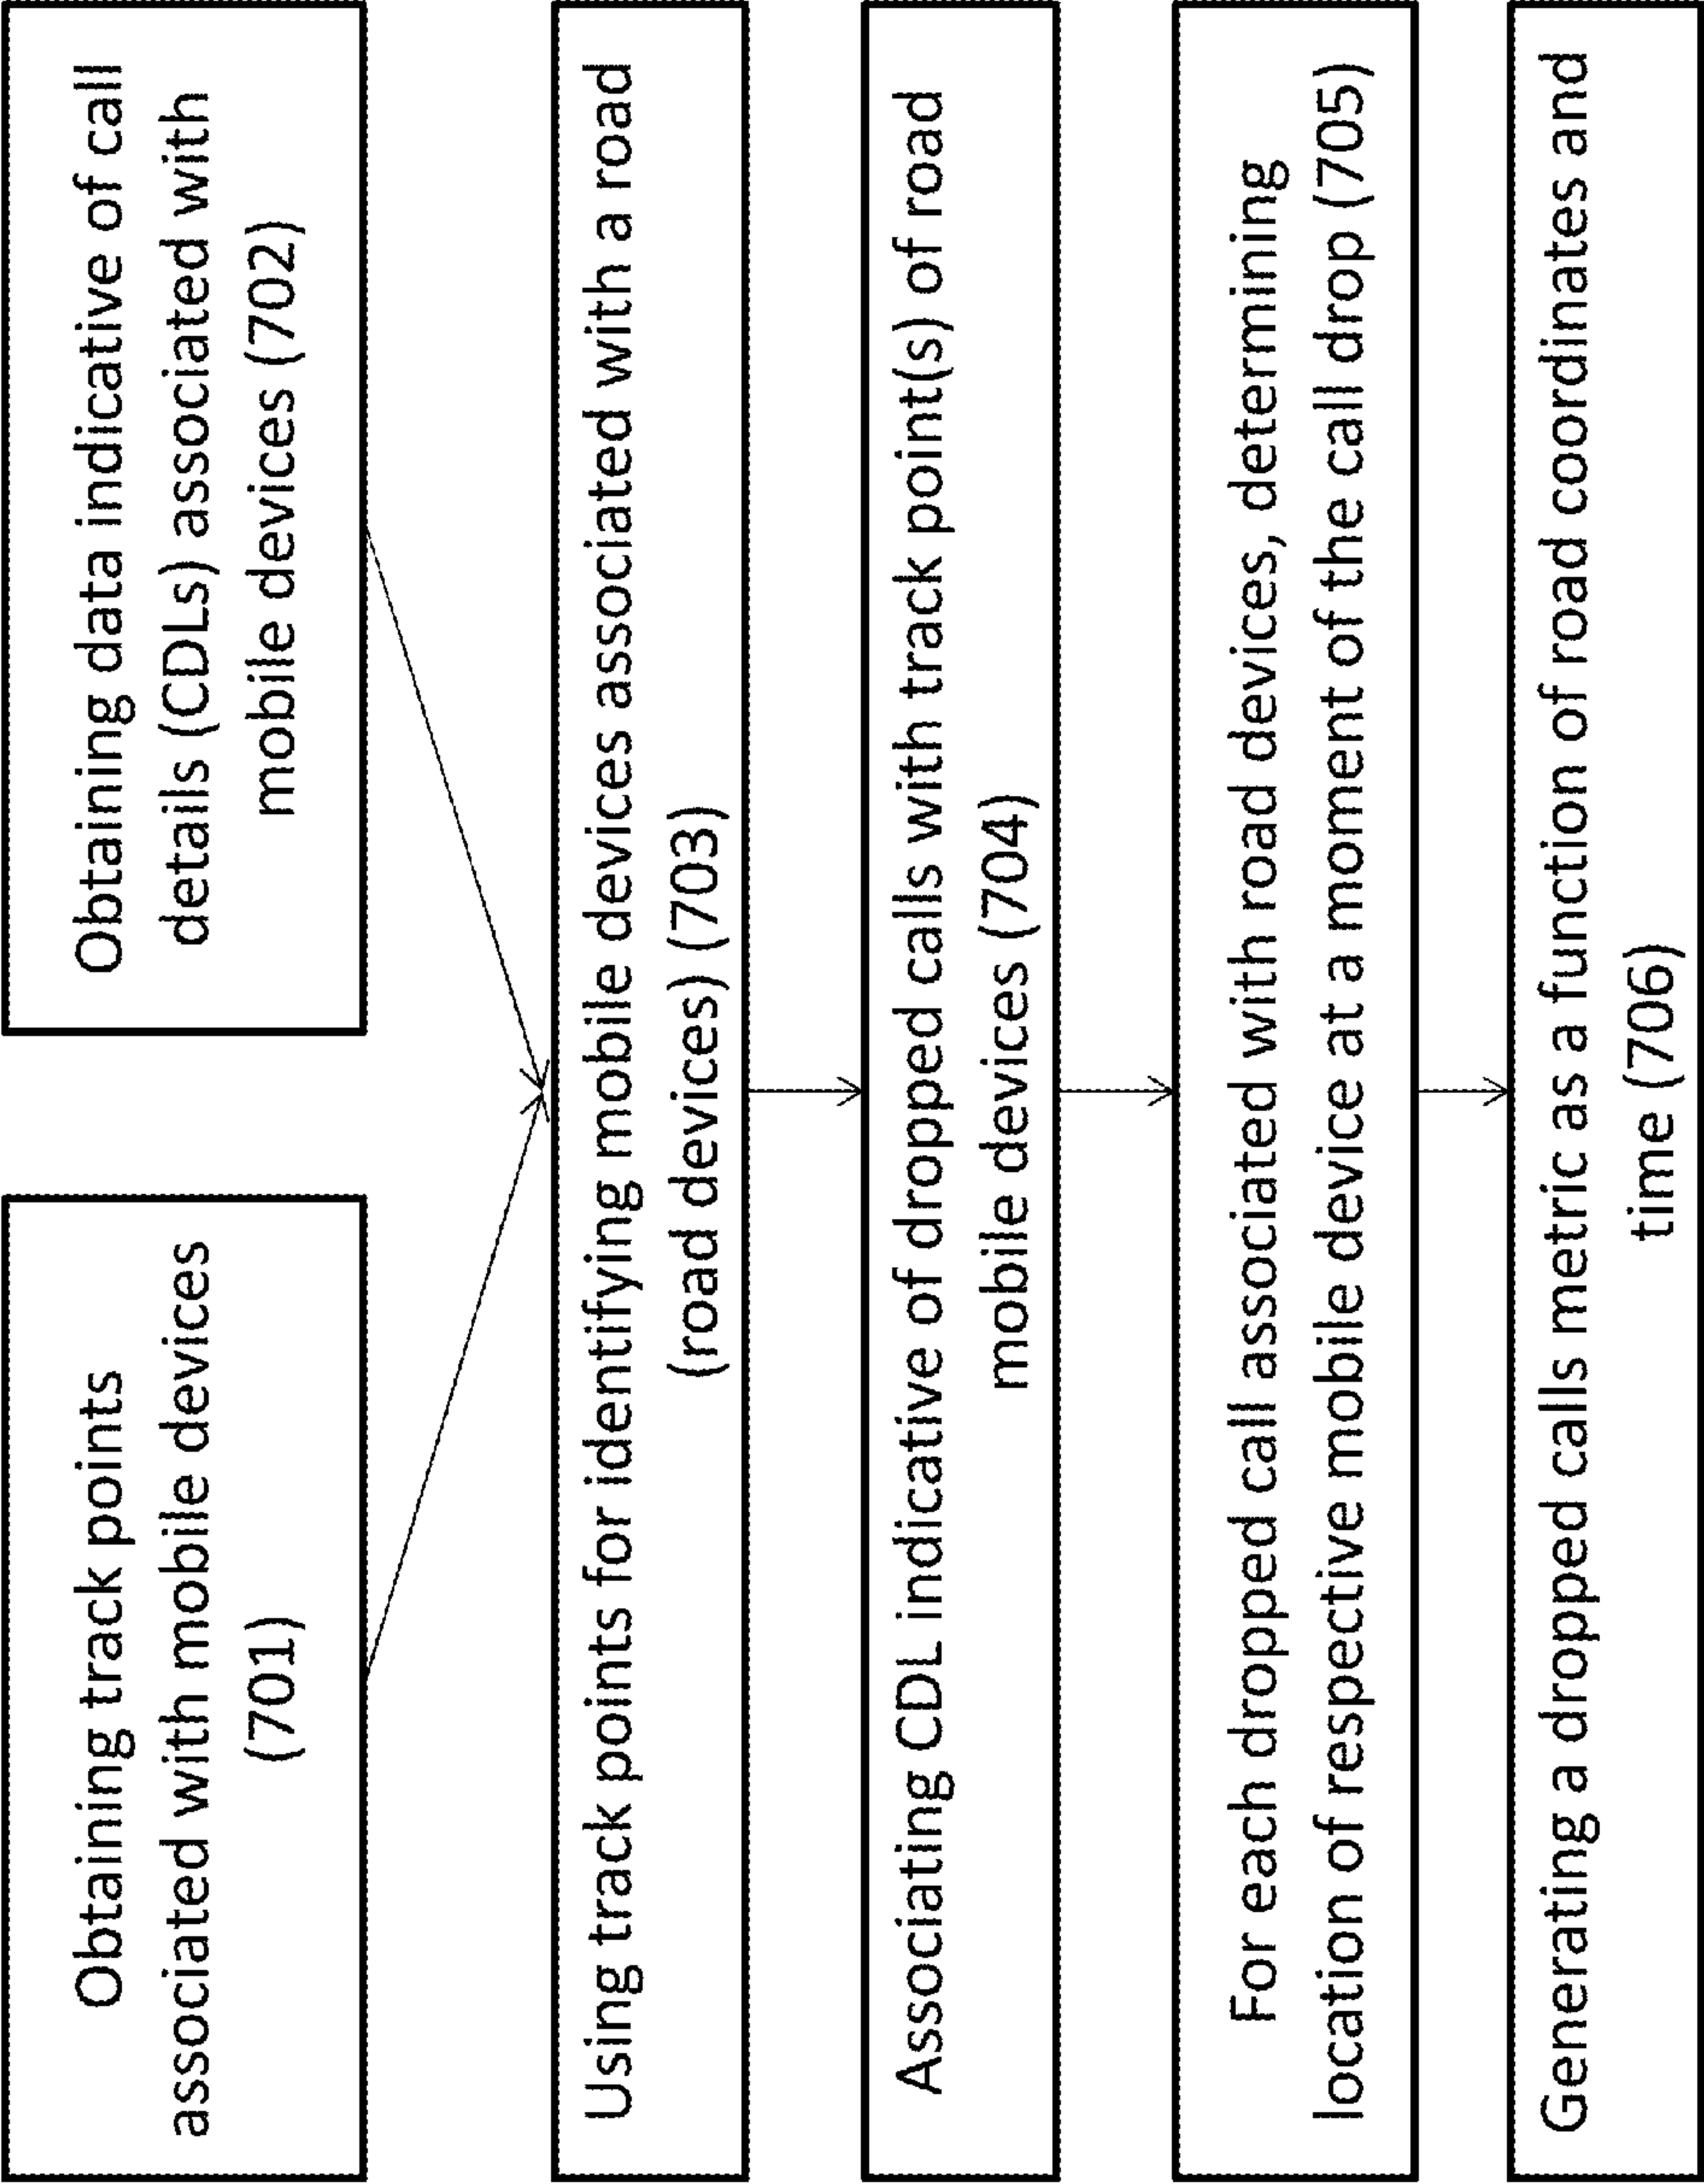 Obtaining track points
associated with mobile devices
(701)
Obtaining data indicative of call
details (CDLs) associated with
mobile devices (702)
Using track points for identifying mobile devices associated with a road
(road devices) (703)
Associating CDL indicative of dropped calls with track point(s) of road
mobile devices (704)
For each dropped call associated with road devices, determining
location of respective mobile device at a moment of the call drop (705)
Generating a dropped calls metric as a function of road coordinates and
time (706)